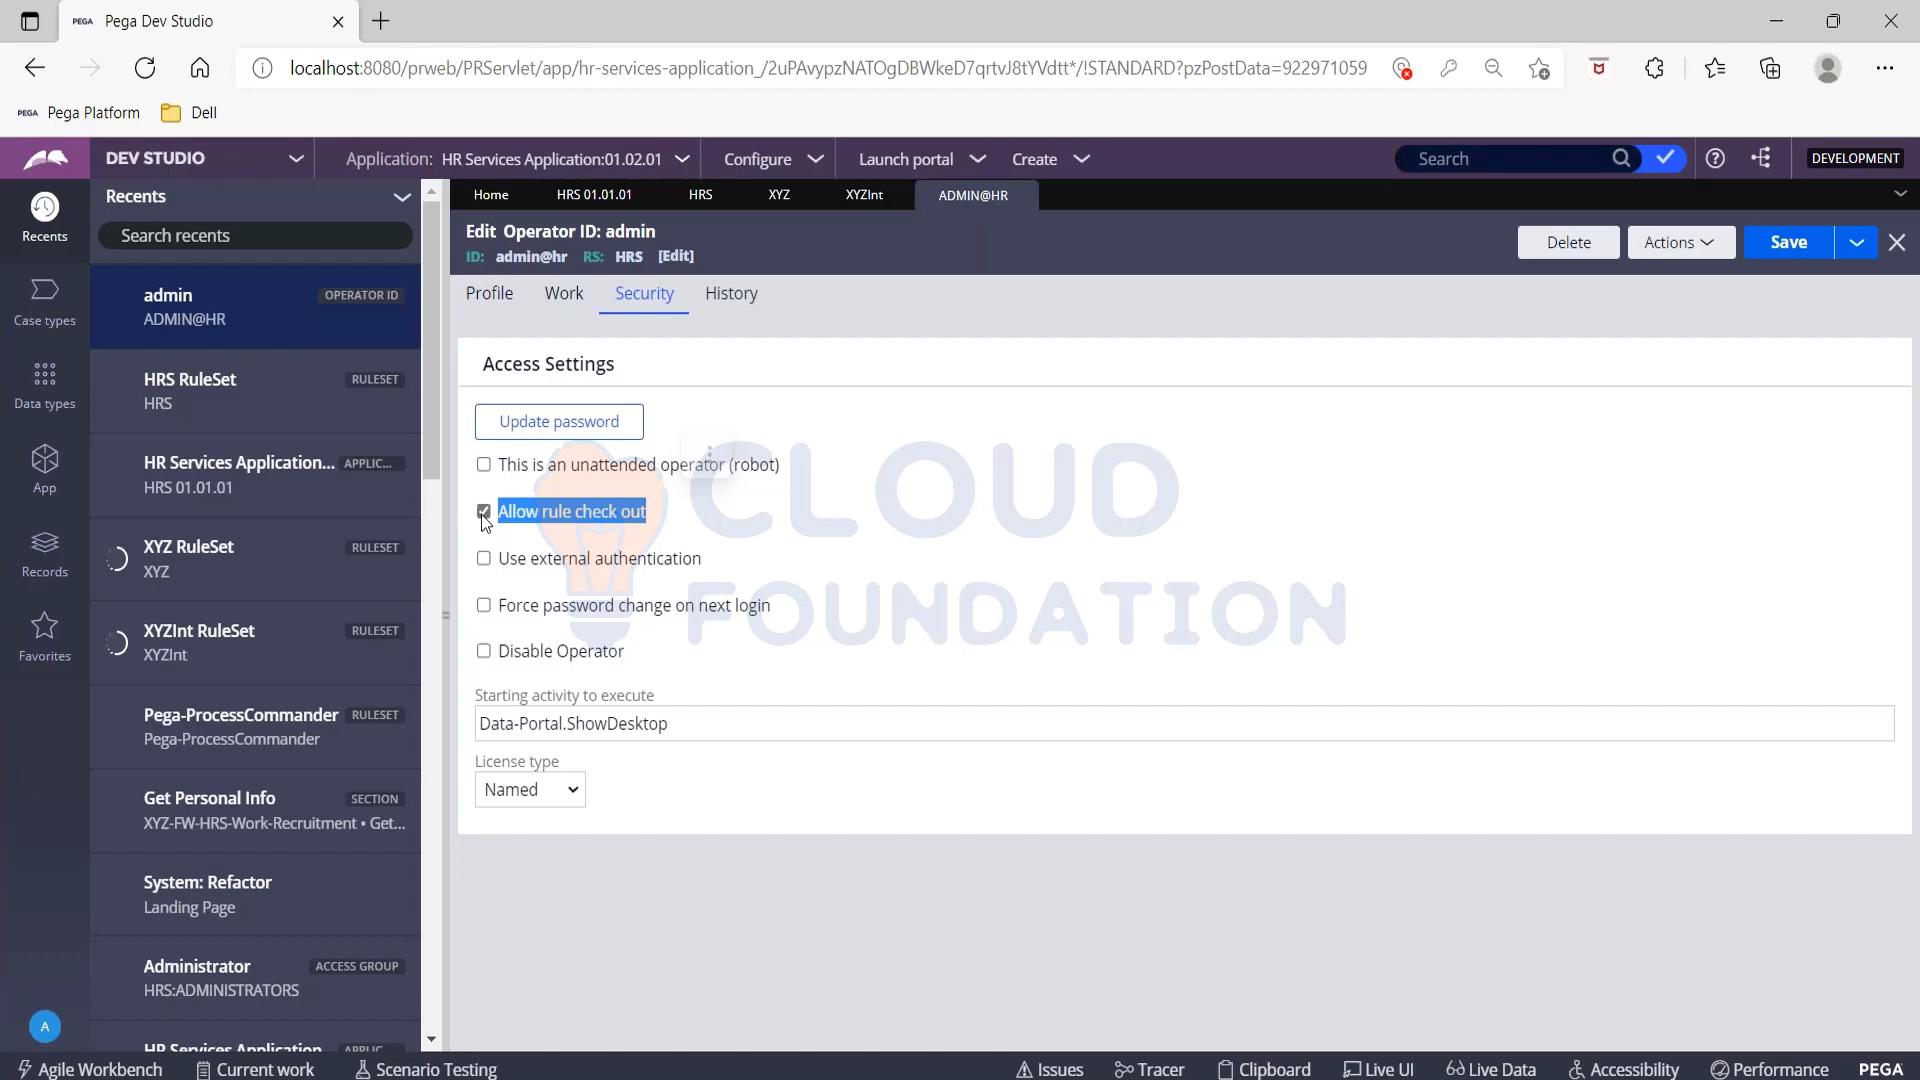 PEGA Pega Dev Studio
localhost:8080/prweb/PRServlet/app/hr-services-application_/2uPAvypzNATOgDBWkeD7qrtvJ8tYVdtt*/!STANDARD?pzPostData=922971059
PEGA Pega Platform Dell
DEV STUDIO Application: HR Services Application:01.02.01 Configure Launch portal Create Search DEVELOPMENT
Recents
Search recents
Recents
Case types
Data types
App
Records
Favorites
A
admin OPERATOR ID
ADMIN@HR
HRS RuleSet RULESET
HRS
HR Services Application... APPLIC...
HRS 01.01.01
XYZ RuleSet RULESET
XYZ
XYZInt RuleSet RULESET
XYZInt
Pega-ProcessCommander RULESET
Pega-ProcessCommander
Get Personal Info SECTION
XYZ-FW-HRS-Work-Recruitment • Get...
System: Refactor
Landing Page
Administrator ACCESS GROUP
HRS:ADMINISTRATORS
HR Services Application APPLIC...
Home HRS 01.01.01 HRS XYZ XYZInt ADMIN@HR
Edit Operator ID: admin
ID: admin@hr RS: HRS [Edit]
Delete Actions Save
Profile Work Security History
Access Settings
Update password
This is an unattended operator (robot)
Allow rule check out
Use external authentication
Force password change on next login
Disable Operator
Starting activity to execute
Data-Portal.ShowDesktop
License type
Named
CLOUD
FOUNDATION
Agile Workbench Current work Scenario Testing Issues Tracer Clipboard Live UI Live Data Accessibility Performance PEGA